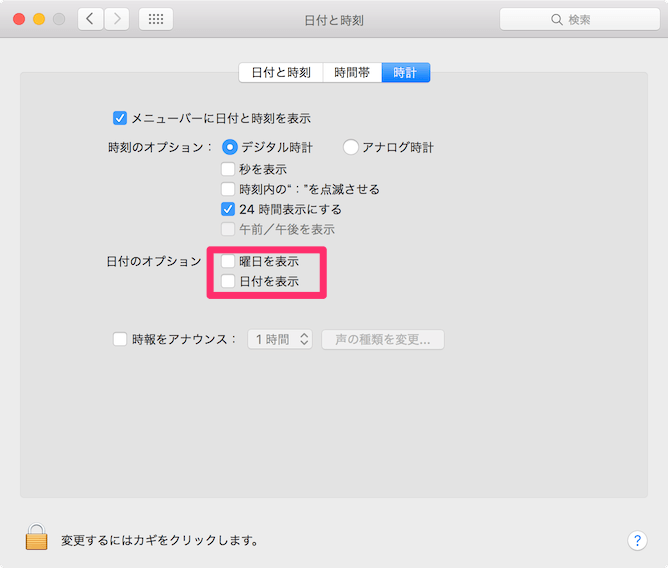 日付と時刻
検索
日付と時刻 時間帯 時計
メニューバーに日付と時刻を表示
時刻のオプション： デジタル時計 アナログ時計
秒を表示
時刻内の“：”を点滅させる
24 時間表示にする
午前／午後を表示
日付のオプション 曜日を表示
日付を表示
時報をアナウンス： 1 時間 声の種類を変更...
変更するにはカギをクリックします。
?